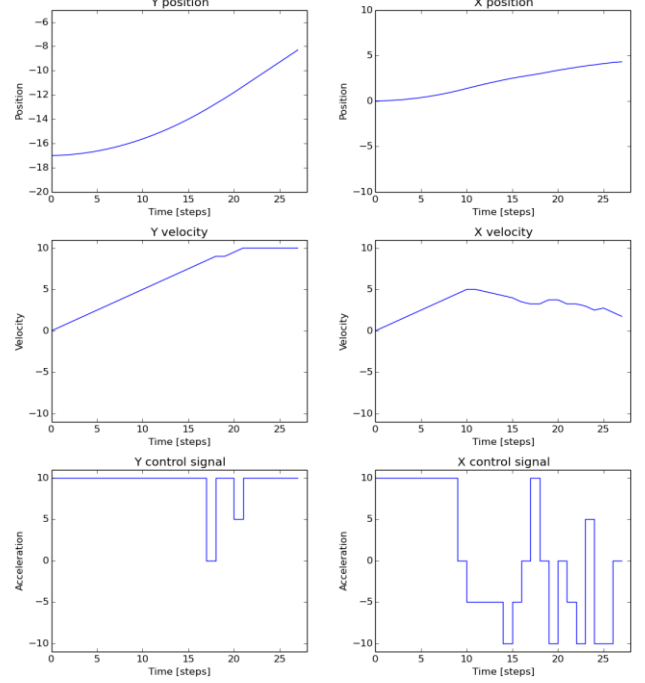 Y position
X position
Position
−6
−8
−10
−12
−14
−16
−18
−20
0 5 10 15 20 25
Time [steps]
Position
10
5
0
−5
−10
0 5 10 15 20 25
Time [steps]
Y velocity
X velocity
Velocity
10
5
0
−5
−10
0 5 10 15 20 25
Time [steps]
Velocity
10
5
0
−5
−10
0 5 10 15 20 25
Time [steps]
Y control signal
X control signal
Acceleration
10
5
0
−5
−10
0 5 10 15 20 25
Time [steps]
Acceleration
10
5
0
−5
−10
0 5 10 15 20 25
Time [steps]